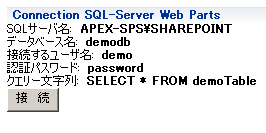 Connection SQL-Server Web Parts
SQLサーバ名: APEX-SPS¥SHAREPOINT
データベース名: demodb
接続するユーザ名: demo
認証パスワード: password
クエリー文字列: SELECT * FROM demoTable
接 続